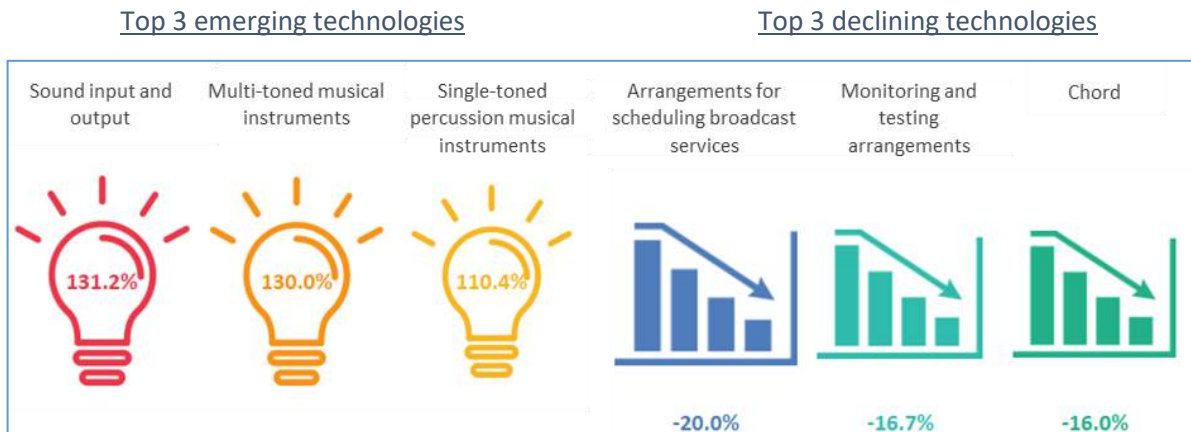 Top 3 emerging technologies
Top 3 declining technologies
Sound input and
output
Multi-toned musical
instruments
Single-toned
percussion musical
instruments
Arrangements for
scheduling broadcast
services
Monitoring and
testing
arrangements
Chord
131.2%
130.0%
110.4%
-20.0%
-16.7%
-16.0%